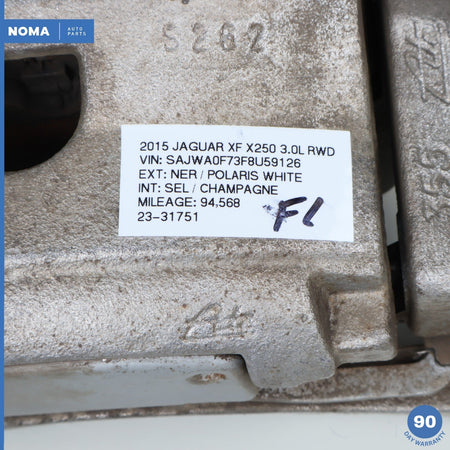 NOMA AUTO
PARTS
S262
2015 JAGUAR XF X250 3.0L RWD
VIN: SAJWA0F73F8U59126
EXT: NER / POLARIS WHITE
INT: SEL / CHAMPAGNE
MILEAGE: 94,568
23-31751
FL
90
DAY WARRANTY